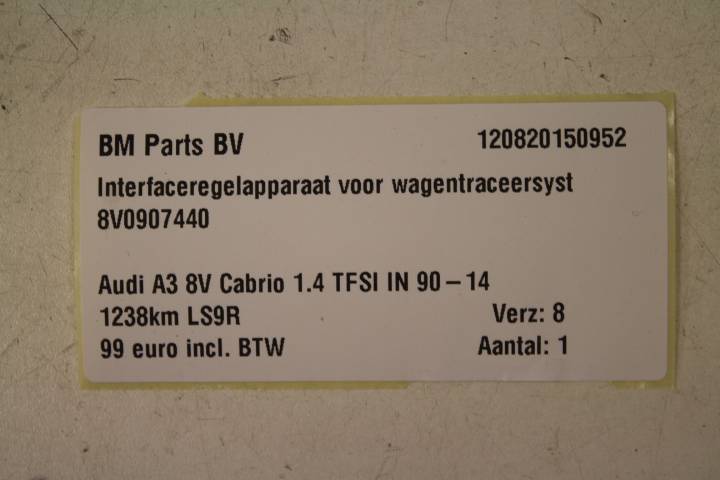 BM Parts BV 120820150952
Interfaceregelapparaat voor wagentraceersyst
8V0907440
Audi A3 8V Cabrio 1.4 TFSI IN 90 – 14
1238km LS9R Verz: 8
99 euro incl. BTW Aantal: 1